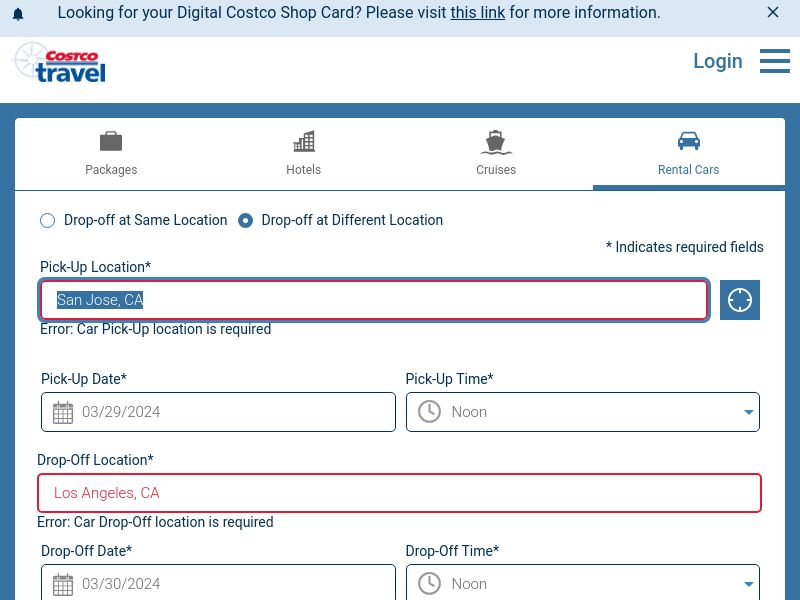 Looking for your Digital Costco Shop Card? Please visit this link for more information.
Costco
travel
Login
Packages
Hotels
Cruises
Rental Cars
Drop-off at Same Location
Drop-off at Different Location
* Indicates required fields
Pick-Up Location*
San Jose, CA
Error: Car Pick-Up location is required
Pick-Up Date*
Pick-Up Time*
03/29/2024
Noon
Drop-Off Location*
Los Angeles, CA
Error: Car Drop-Off location is required
Drop-Off Date*
Drop-Off Time*
03/30/2024
Noon